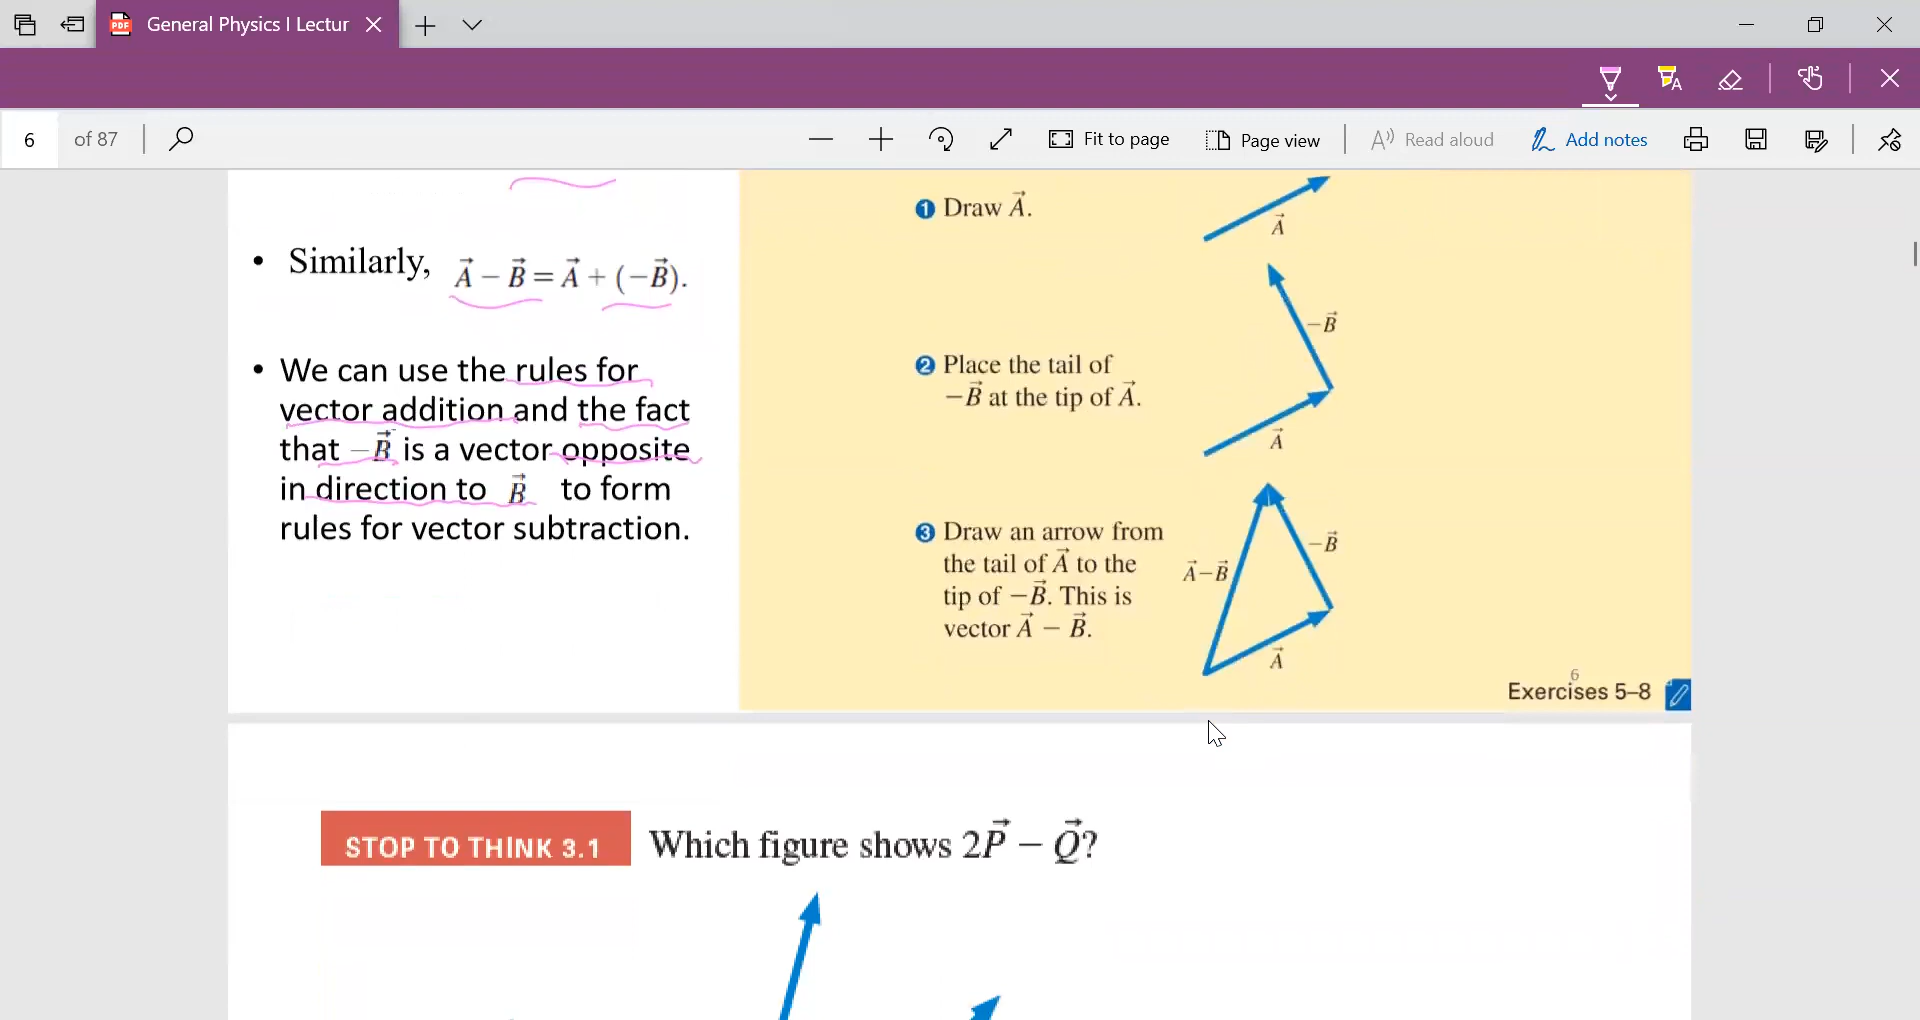 General Physics I Lectur
6 of 87
Fit to page
Page view
Read aloud
Add notes
• Similarly, A⃗ − B⃗ = A⃗ + (−B⃗).
• We can use the rules for
vector addition and the fact
that −B⃗ is a vector opposite
in direction to B⃗ to form
rules for vector subtraction.
1 Draw A⃗.
A⃗
2 Place the tail of
−B⃗ at the tip of A⃗.
−B⃗
A⃗
3 Draw an arrow from
the tail of A⃗ to the
tip of −B⃗. This is
vector A⃗ − B⃗.
A⃗−B⃗
−B⃗
A⃗
6
Exercises 5–8
STOP TO THINK 3.1 Which figure shows 2P⃗ − Q⃗?